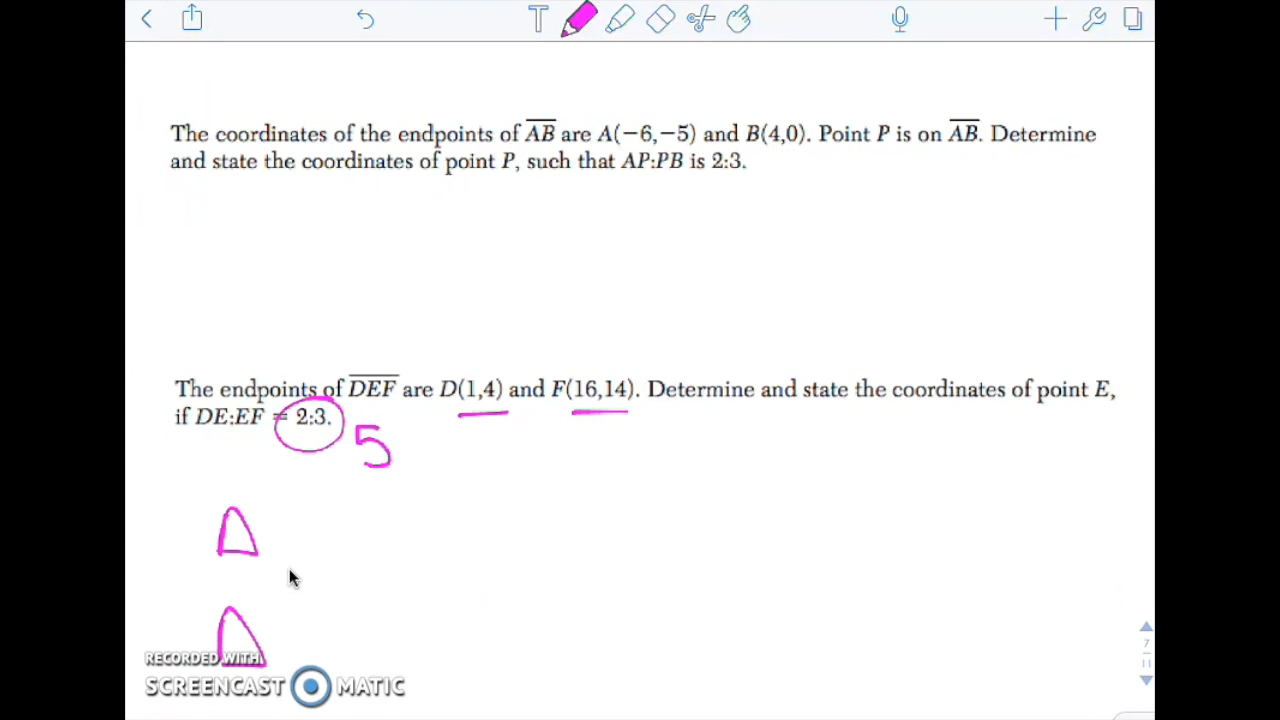 T
The coordinates of the endpoints of AB are A(−6,−5) and B(4,0). Point P is on AB. Determine
and state the coordinates of point P, such that AP:PB is 2:3.
The endpoints of DEF are D(1,4) and F(16,14). Determine and state the coordinates of point E,
if DE:EF = 2:3.
5
Δ
Δ
RECORDED WITH
SCREENCAST MATIC
7
11